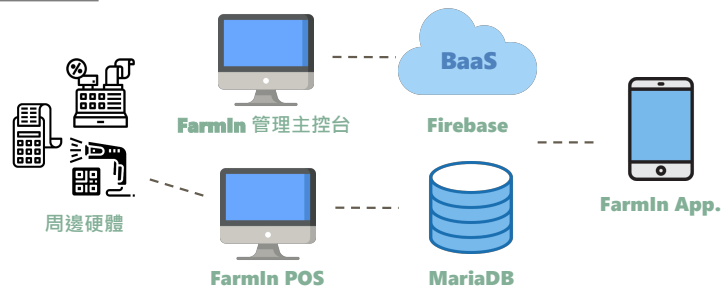 BaaS
FarmIn 管理主控台
Firebase
FarmIn App.
周邊硬體
FarmIn POS
MariaDB